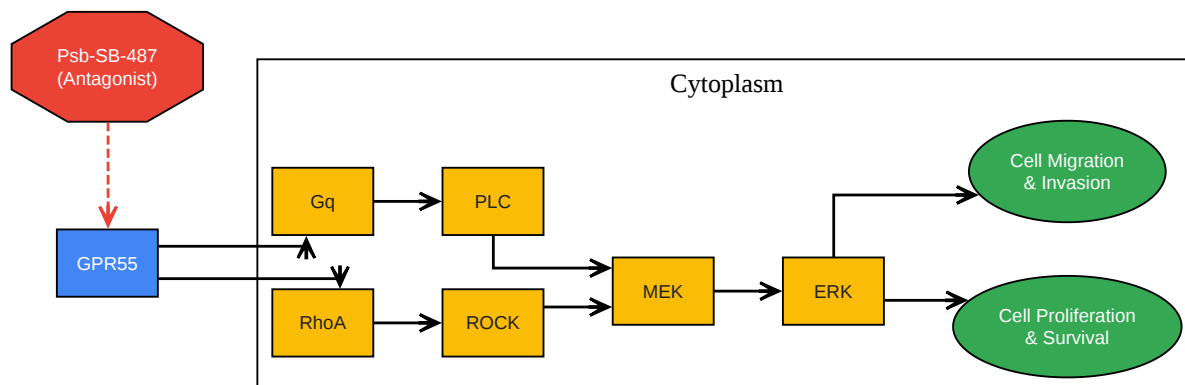 Psb-SB-487
(Antagonist)
Cytoplasm
Cell Migration
& Invasion
Gq
PLC
GPR55
MEK
ERK
RhoA
ROCK
Cell Proliferation
& Survival